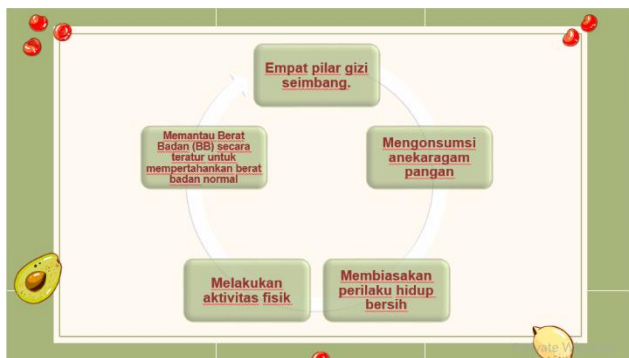 Empat pilar gizi
seimbang.
Mengonsumsi
anekaragam
pangan
Membiasakan
perilaku hidup
bersih
Melakukan
aktivitas fisik
Memantau Berat
Badan (BB) secara
teratur untuk
mempertahankan berat
badan normal